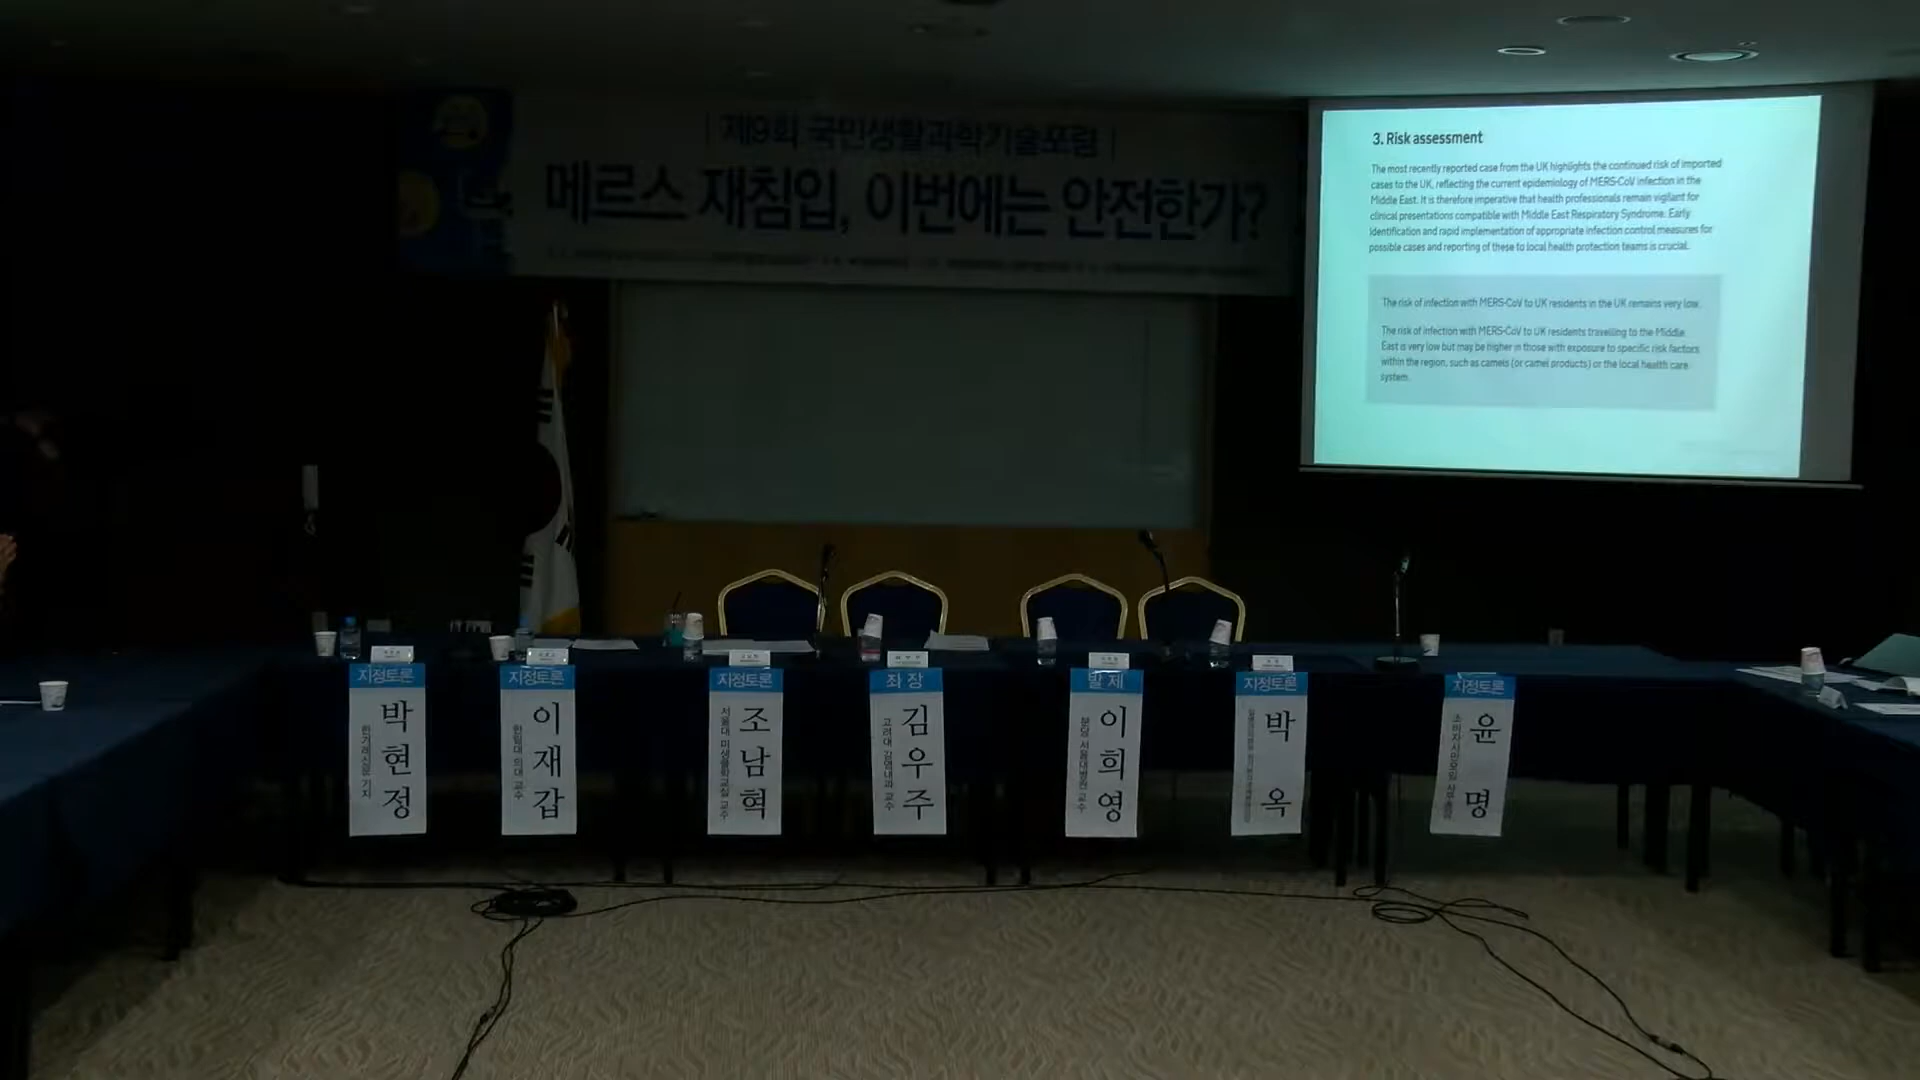 제9회 국민생활과학기술포럼
메르스 재침입, 이번에는 안전한가?
3. Risk assessment
The most recently reported case from the UK highlights the continued risk of imported
cases to the UK, reflecting the current epidemiology of MERS-CoV infection in the
Middle East. It is therefore imperative that health professionals remain vigilant for
clinical presentations compatible with Middle East Respiratory Syndrome. Early
identification and rapid implementation of appropriate infection control measures for
possible cases and reporting of these to local health protection teams is crucial.
The risk of infection with MERS-CoV to UK residents in the UK remains very low.
The risk of infection with MERS-CoV to UK residents travelling to the Middle
East is very low but may be higher in those with exposure to specific risk factors
within the region, such as camels (or camel products) or the local health care
system.
지정토론
박현정
한겨레신문 기자
지정토론
이재갑
한림대 의대 교수
지정토론
조남혁
서울대 미생물학교실 교수
좌장
김우주
고려대 감염내과 교수
발제
이희영
분당 서울대병원 교수
지정토론
박옥
지정토론
윤명
소비자시민모임 사무총장